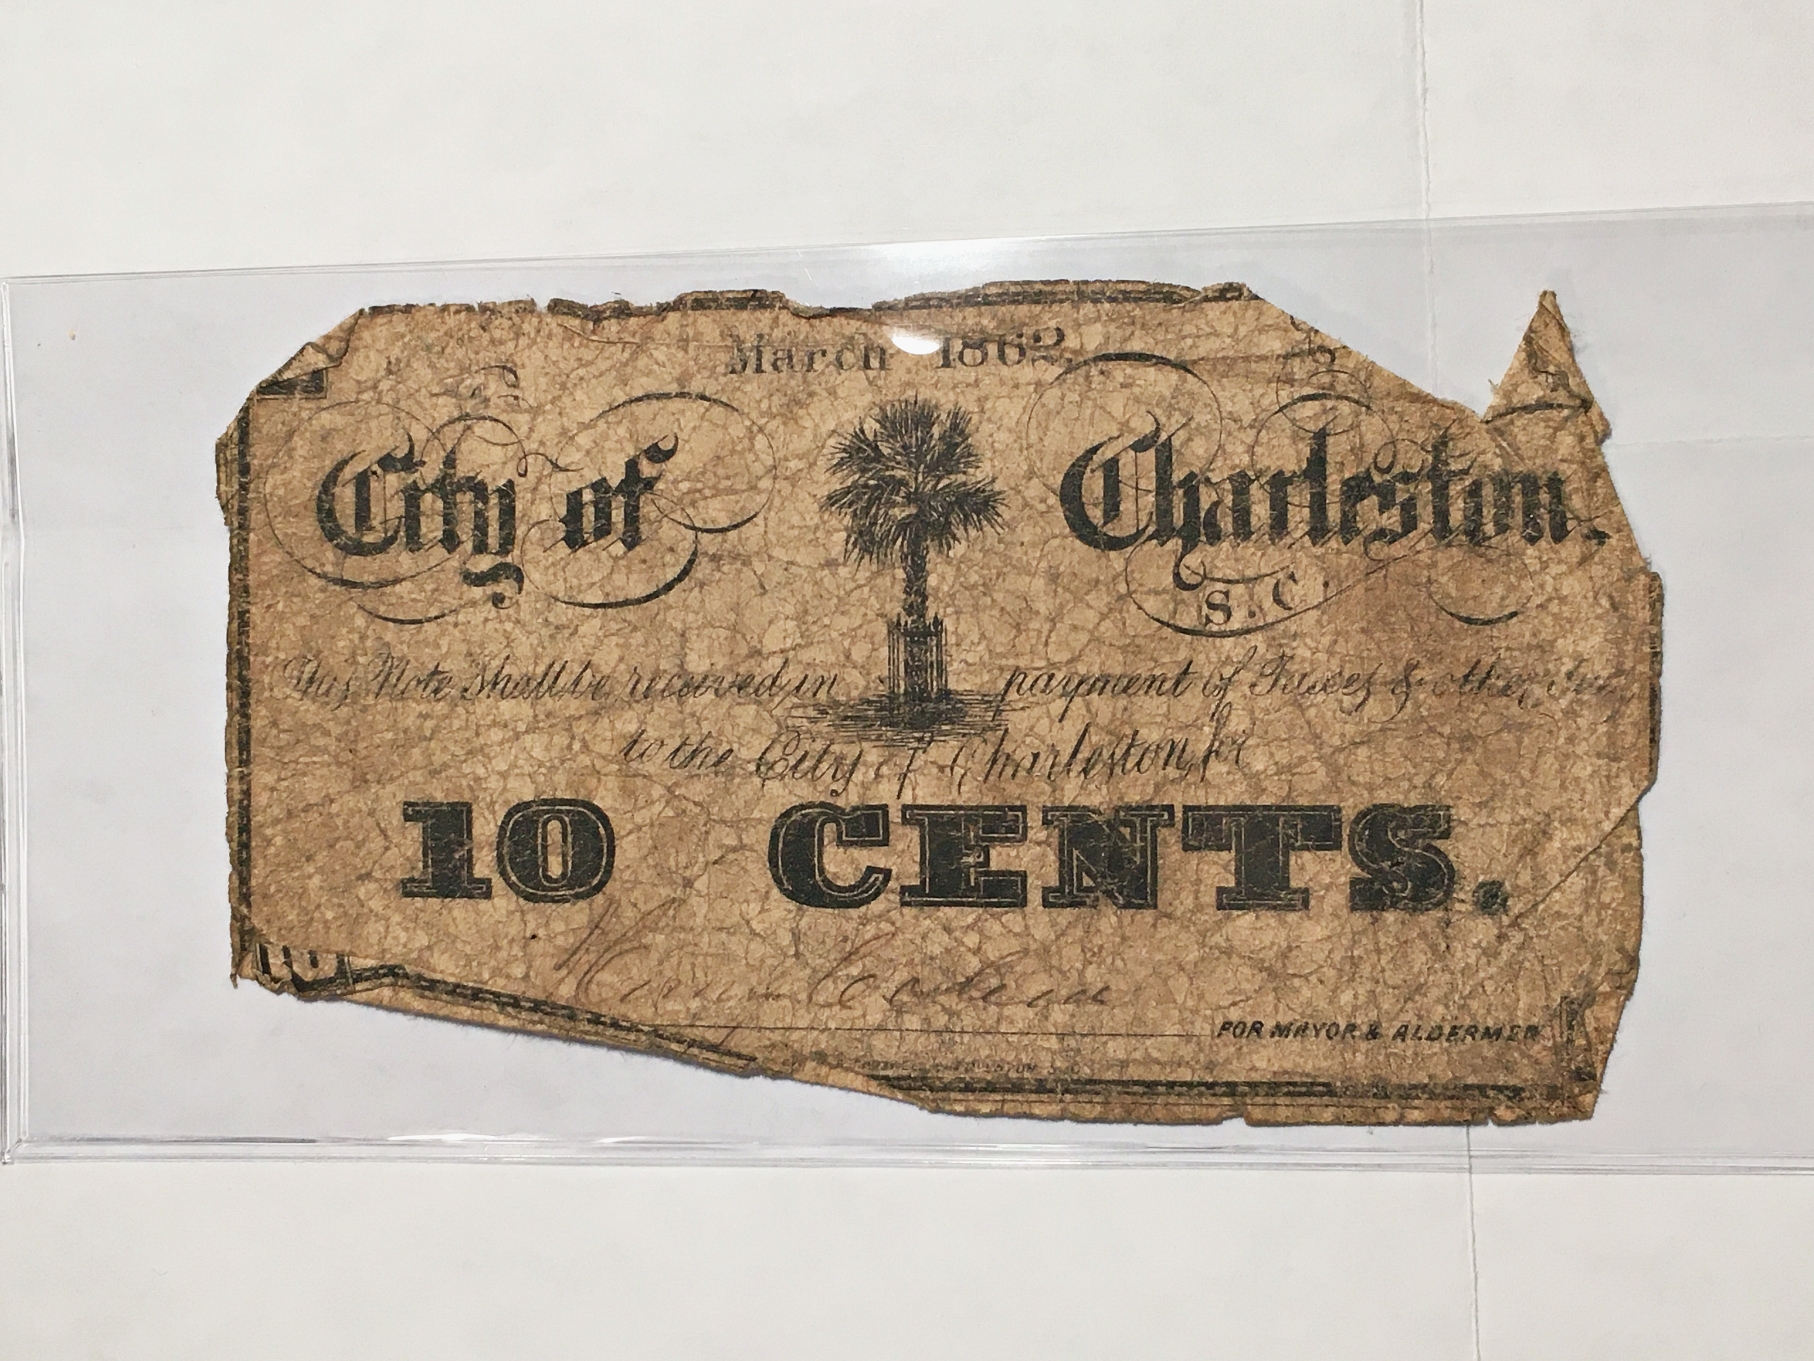 March 1862.
City of Charleston.
S. C.
This Note shall be received in payment of Taxes & other
to the City of Charleston, for
10 CENTS.
10
FOR MAYOR & ALDERMEN